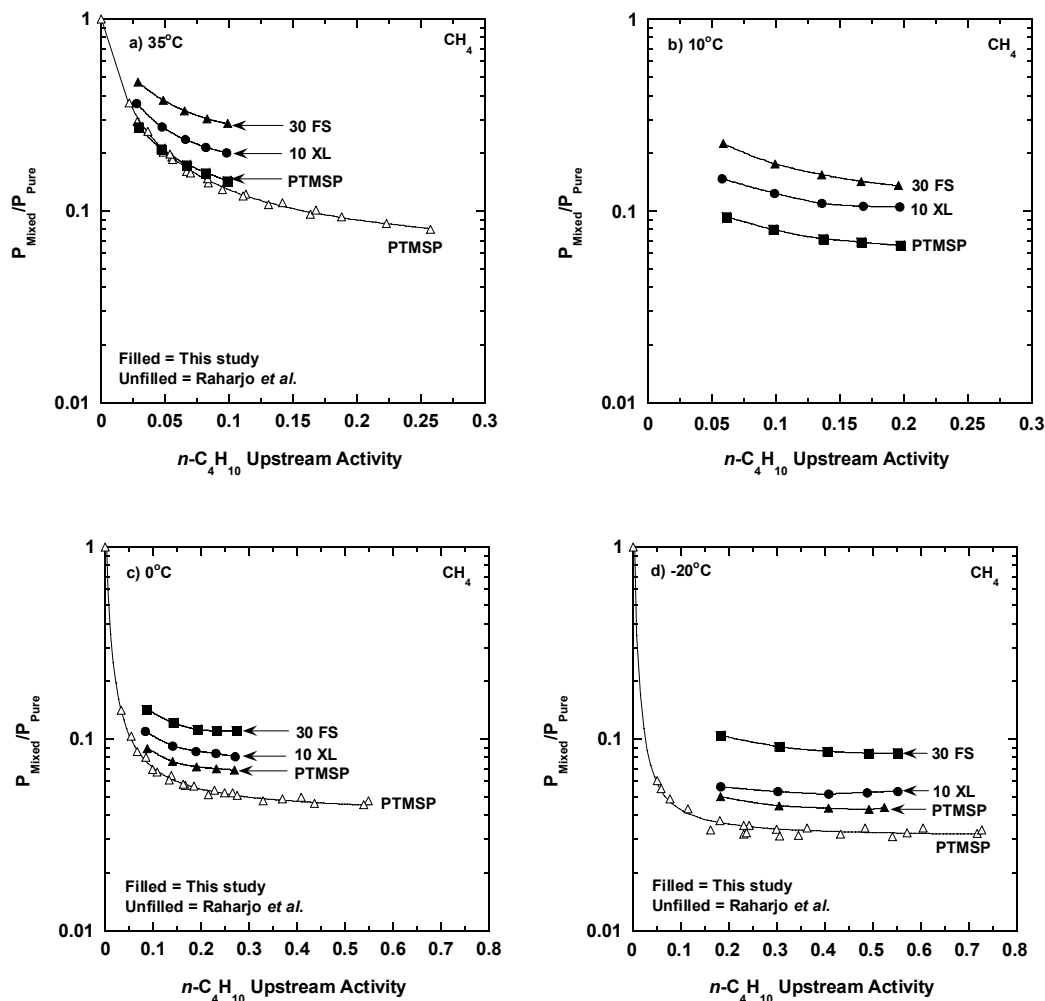 a) 35°C
CH4
30 FS
10 XL
PTMSP
PTMSP
Filled = This study
Unfilled = Raharjo et al.
PMixed/PPure
1
0.1
0.01
0 0.05 0.1 0.15 0.2 0.25 0.3
n-C4H10 Upstream Activity
b) 10°C
CH4
30 FS
10 XL
PTMSP
PMixed/PPure
1
0.1
0.01
0 0.05 0.1 0.15 0.2 0.25 0.3
n-C4H10 Upstream Activity
c) 0°C
CH4
30 FS
10 XL
PTMSP
PTMSP
Filled = This study
Unfilled = Raharjo et al.
PMixed/PPure
1
0.1
0.01
0 0.1 0.2 0.3 0.4 0.5 0.6 0.7 0.8
n-C4H10 Upstream Activity
d) -20°C
CH4
30 FS
10 XL
PTMSP
PTMSP
Filled = This study
Unfilled = Raharjo et al.
PMixed/PPure
1
0.1
0.01
0 0.1 0.2 0.3 0.4 0.5 0.6 0.7 0.8
n-C4H10 Upstream Activity